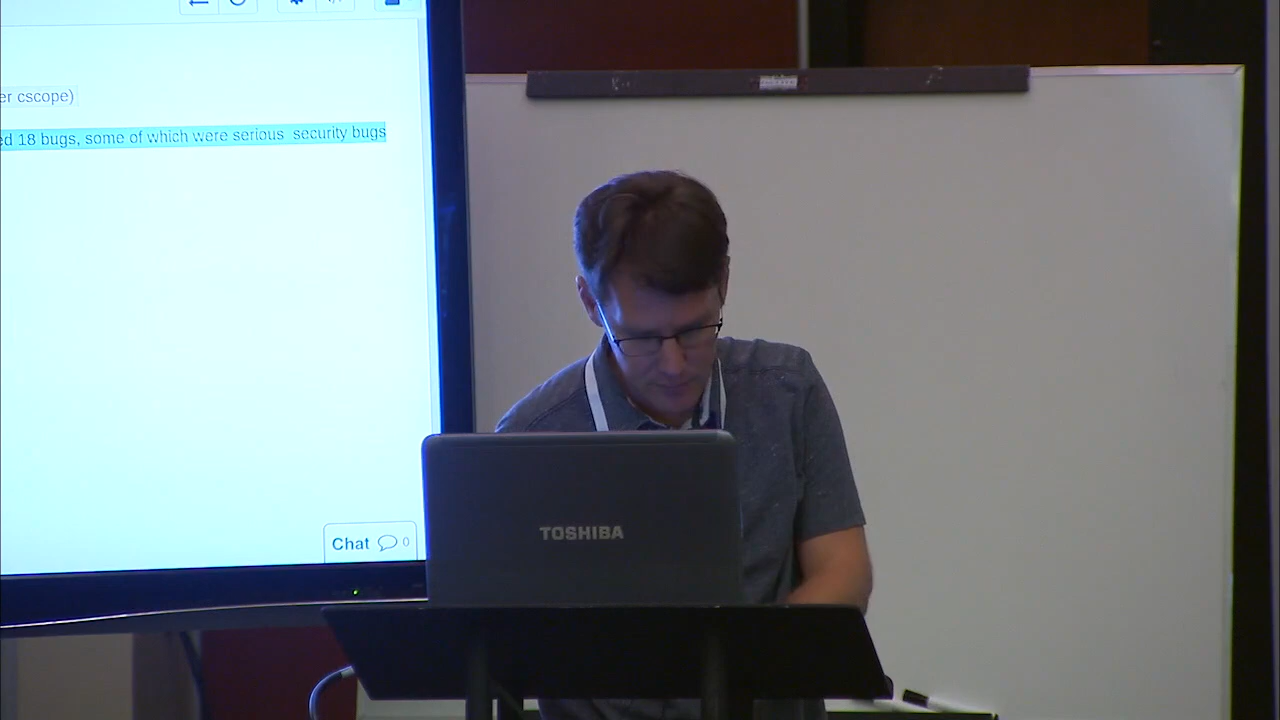 er cscope)
ed 18 bugs, some of which were serious security bugs
Chat 0
TOSHIBA